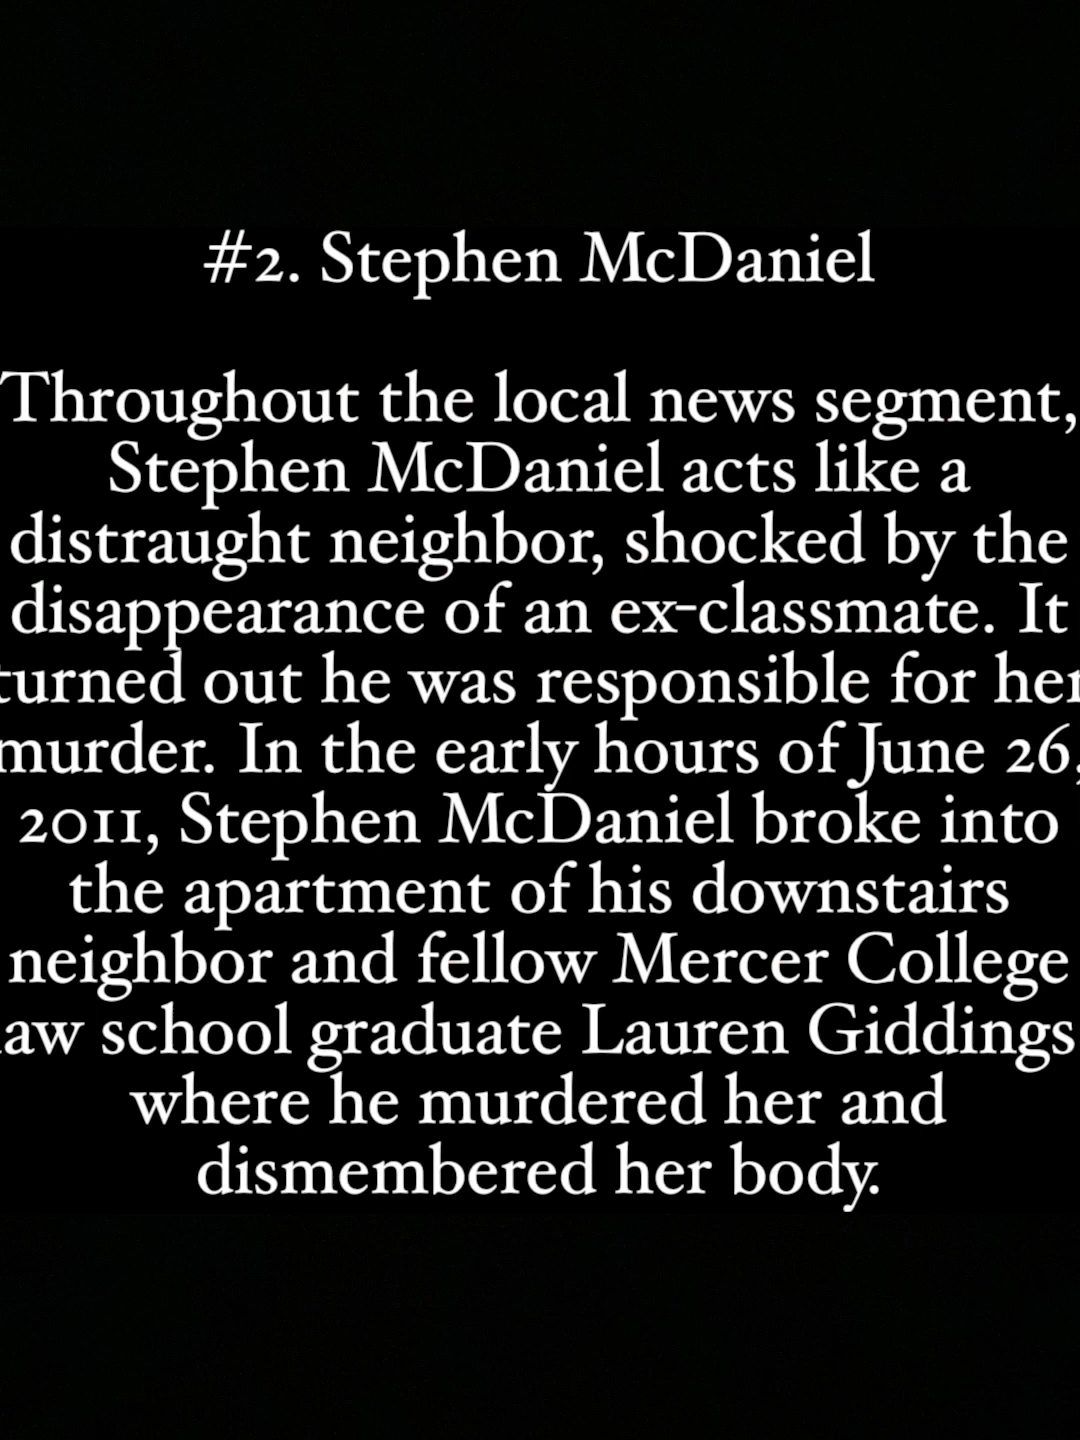 #2. Stephen McDaniel
Throughout the local news segment,
Stephen McDaniel acts like a
distraught neighbor, shocked by the
disappearance of an ex-classmate. It
turned out he was responsible for her
murder. In the early hours of June 26,
2011, Stephen McDaniel broke into
the apartment of his downstairs
neighbor and fellow Mercer College
law school graduate Lauren Giddings
where he murdered her and
dismembered her body.